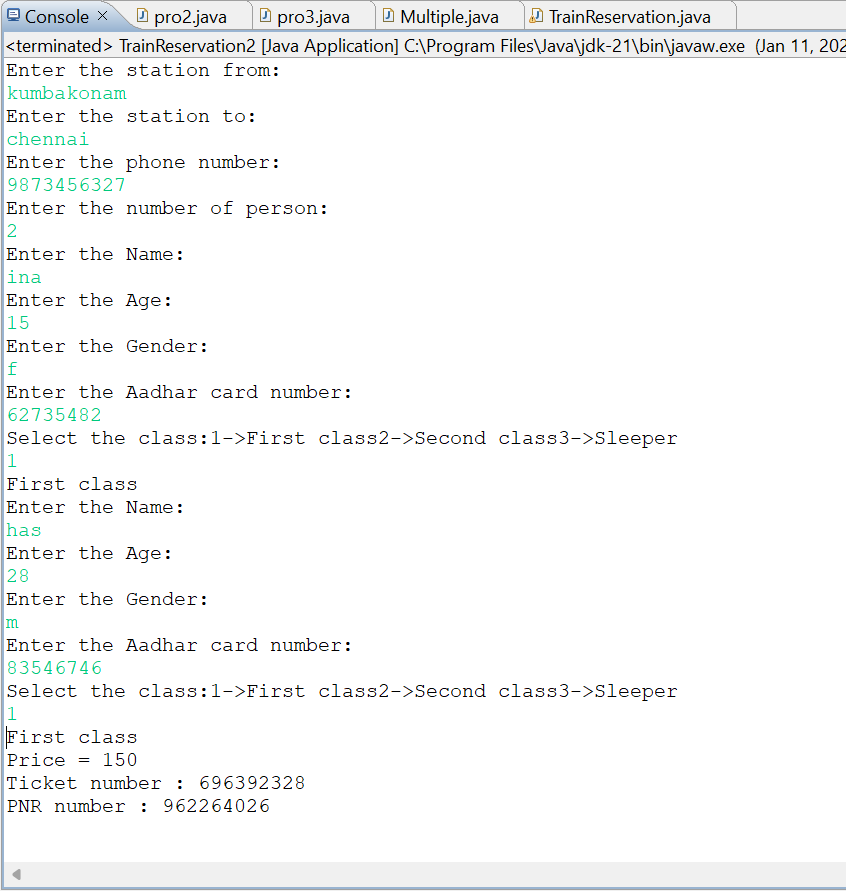 Console pro2.java pro3.java Multiple.java TrainReservation.java
<terminated> TrainReservation2 [Java Application] C:\Program Files\Java\jdk-21\bin\javaw.exe (Jan 11, 202
Enter the station from:
kumbakonam
Enter the station to:
chennai
Enter the phone number:
9873456327
Enter the number of person:
2
Enter the Name:
ina
Enter the Age:
15
Enter the Gender:
f
Enter the Aadhar card number:
62735482
Select the class:1->First class2->Second class3->Sleeper
1
First class
Enter the Name:
has
Enter the Age:
28
Enter the Gender:
m
Enter the Aadhar card number:
83546746
Select the class:1->First class2->Second class3->Sleeper
1
First class
Price = 150
Ticket number : 696392328
PNR number : 962264026